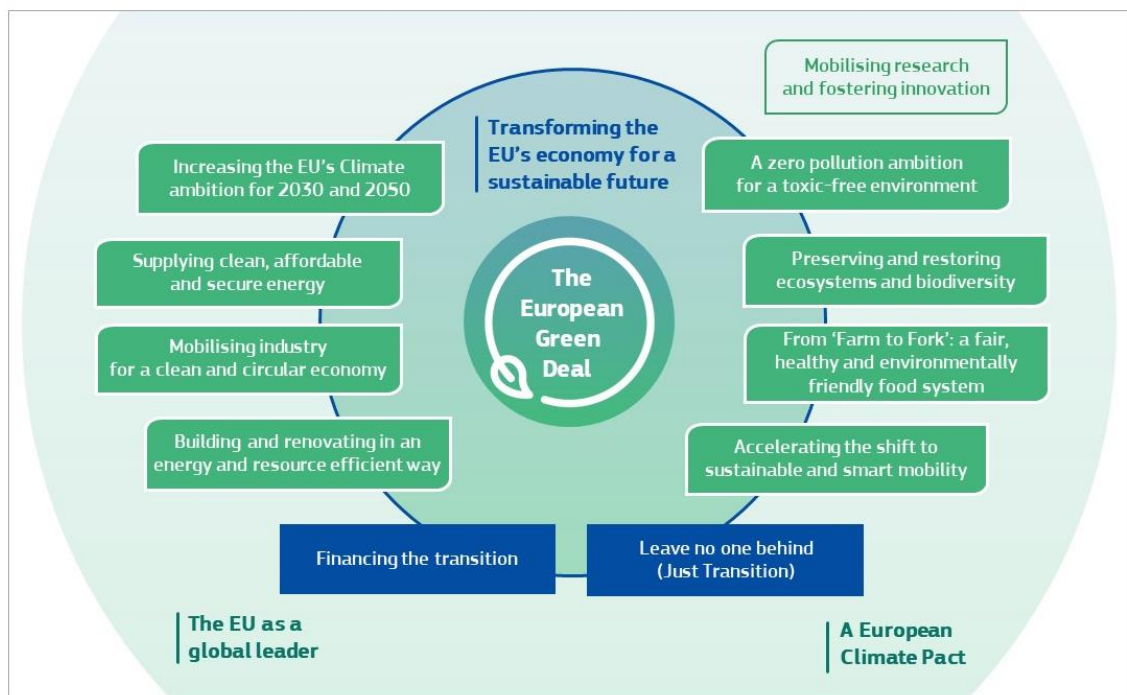 Mobilising research
and fostering innovation
Transforming the
EU's economy for a
sustainable future
Increasing the EU's Climate
ambition for 2030 and 2050
A zero pollution ambition
for a toxic-free environment
Supplying clean, affordable
and secure energy
Preserving and restoring
ecosystems and biodiversity
The
European
Green
Deal
Mobilising industry
for a clean and circular economy
From ‘Farm to Fork’: a fair,
healthy and environmentally
friendly food system
Building and renovating in an
energy and resource efficient way
Accelerating the shift to
sustainable and smart mobility
Financing the transition
Leave no one behind
(Just Transition)
The EU as a
global leader
A European
Climate Pact